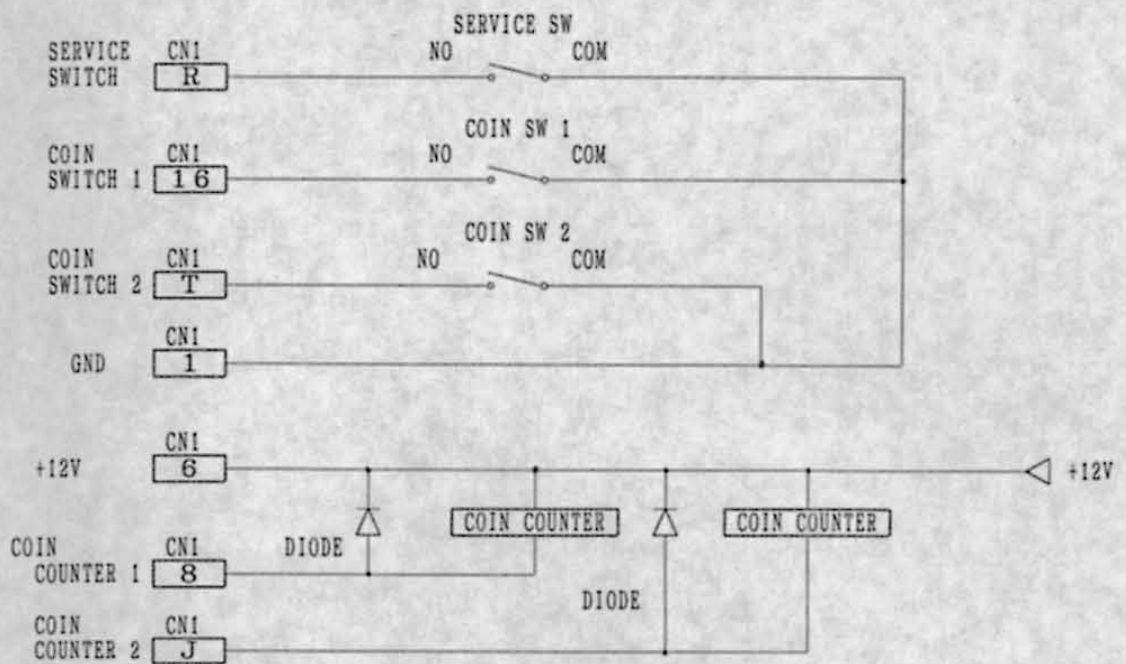 SERVICE SW
SERVICE CN1 NO COM
SWITCH R
COIN SW 1
COIN CN1 NO COM
SWITCH 1 16
COIN SW 2
COIN CN1 NO COM
SWITCH 2 T
CN1
GND 1
CN1
+12V 6 +12V
COIN COUNTER COIN COUNTER
COIN CN1 DIODE
COUNTER 1 8
DIODE
COIN CN1
COUNTER 2 J